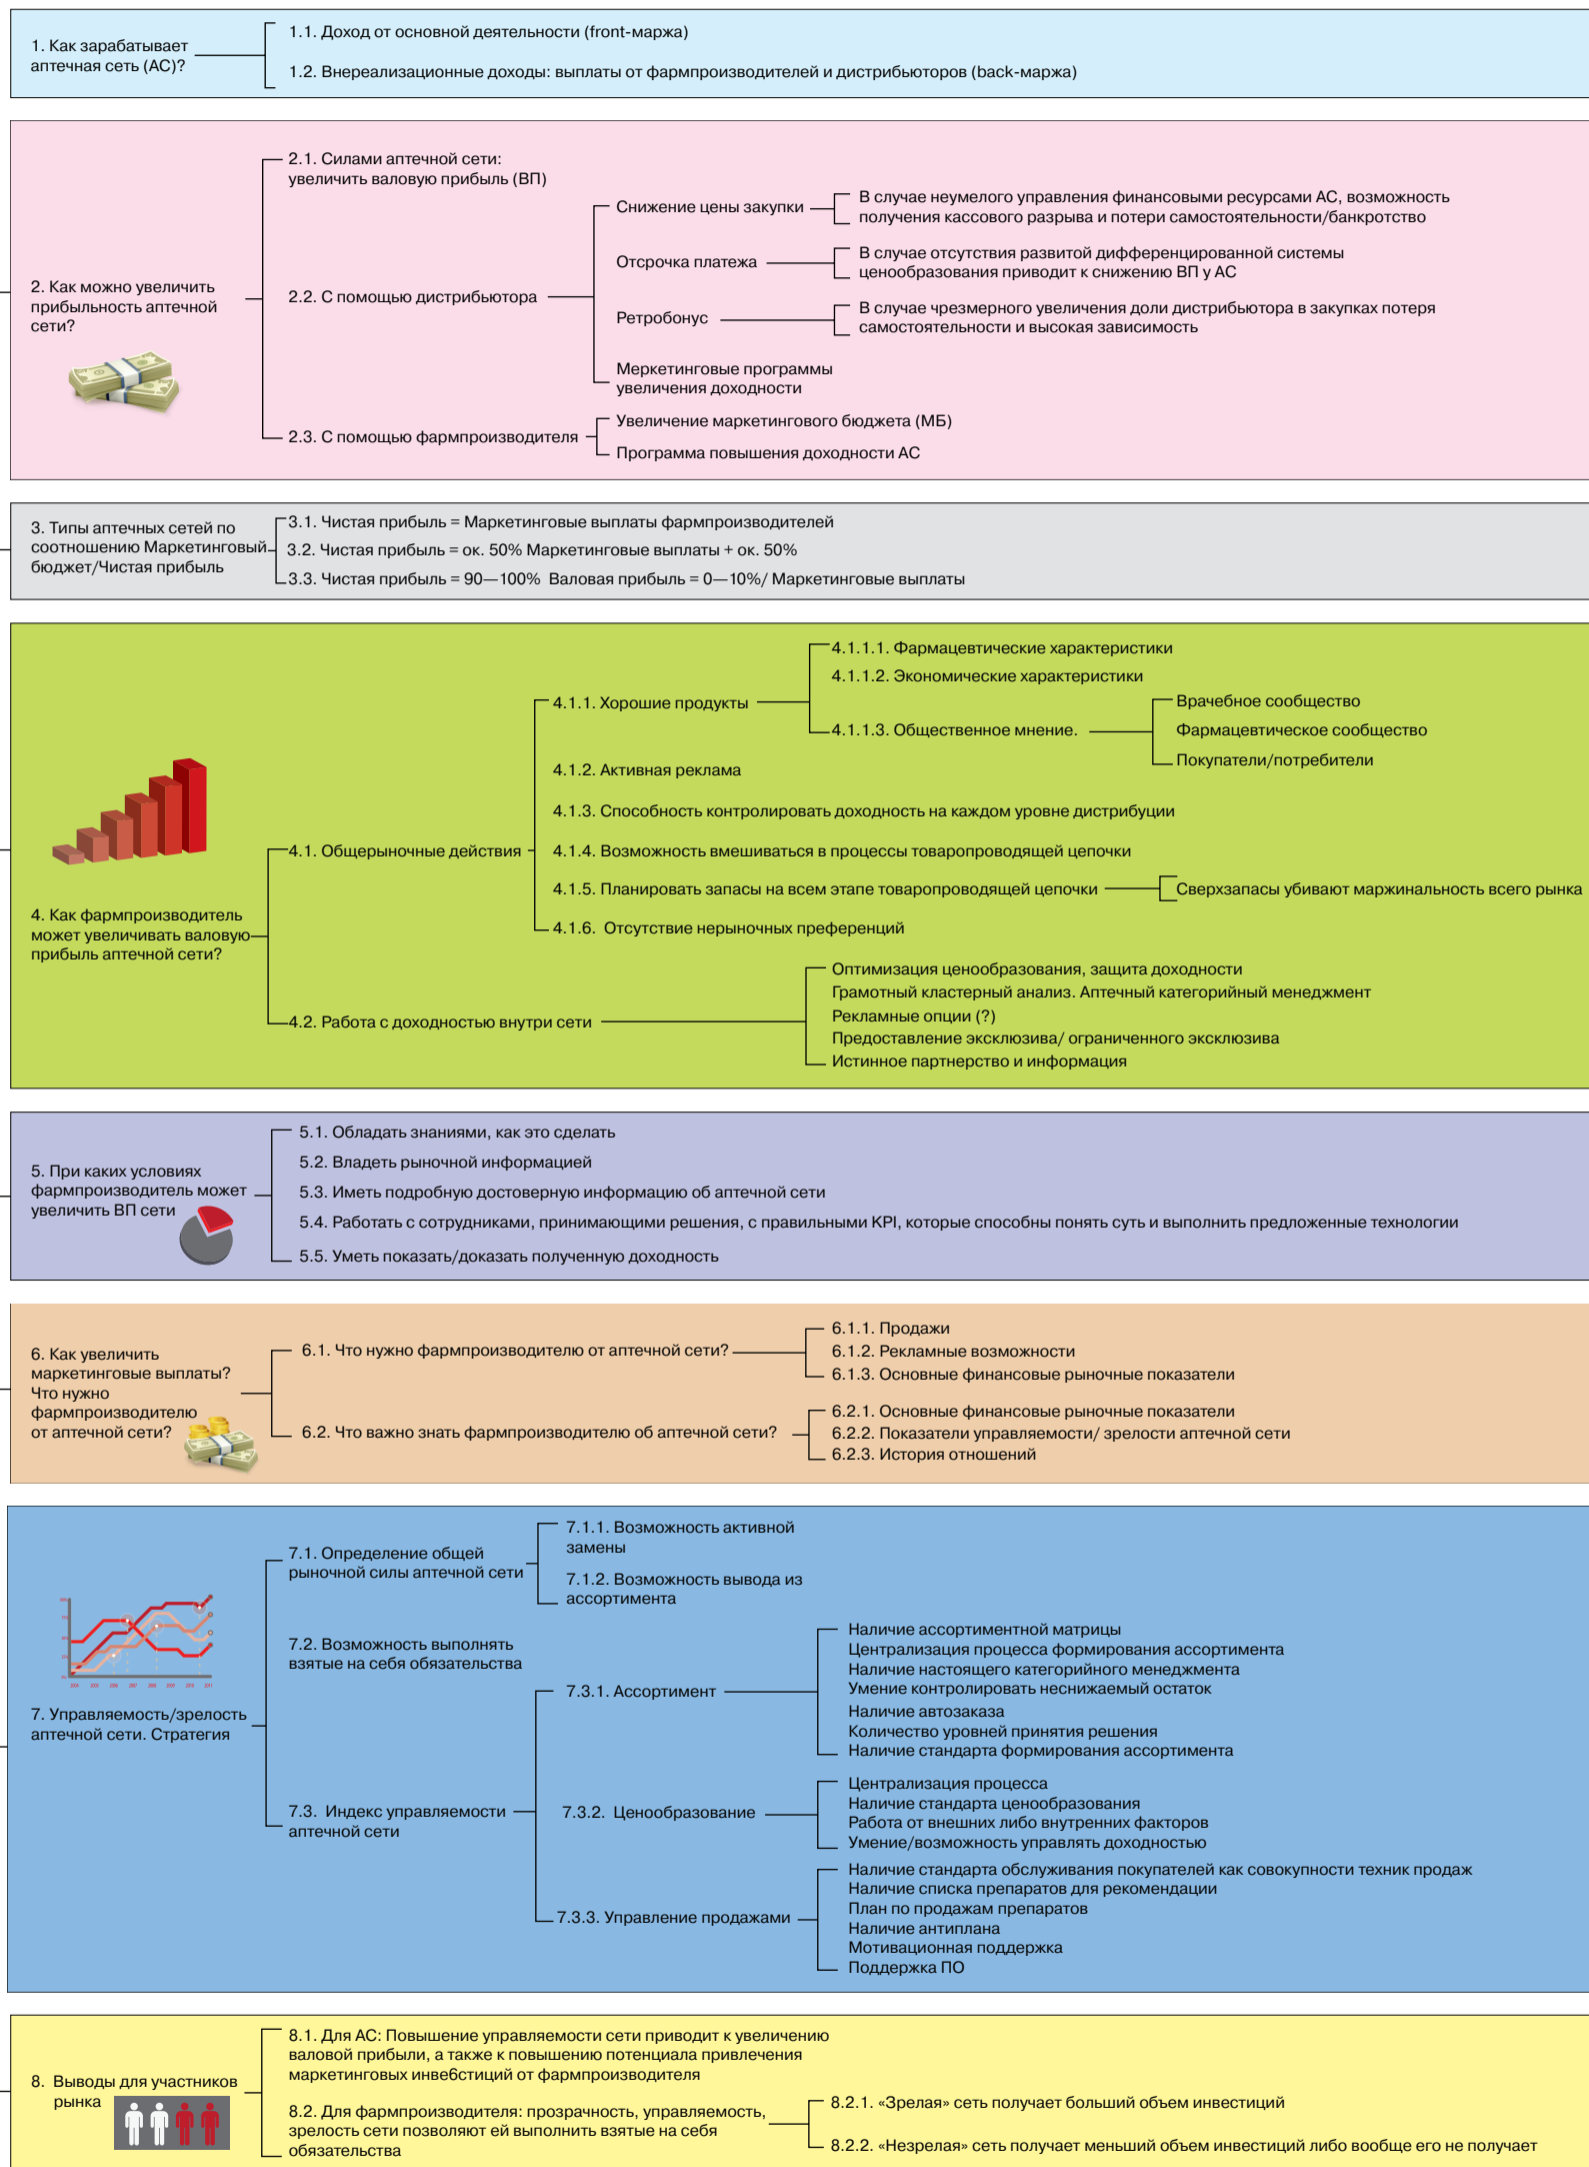 1. Как зарабатывает
аптечная сеть (АС)?
1.1. Доход от основной деятельности (front-маржа)
1.2. Внереализационные доходы: выплаты от фармпроизводителей и дистрибьюторов (back-маржа)
2. Как можно увеличить
прибыльность аптечной
сети?
2.1. Силами аптечной сети:
увеличить валовую прибыль (ВП)
2.2. С помощью дистрибьютора
Снижение цены закупки
В случае неумелого управления финансовыми ресурсами АС, возможность
получения кассового разрыва и потери самостоятельности/банкротство
Отсрочка платежа
В случае отсутствия развитой дифференцированной системы
ценообразования приводит к снижению ВП у АС
Ретробонус
В случае чрезмерного увеличения доли дистрибьютора в закупках потеря
самостоятельности и высокая зависимость
Меркетинговые программы
увеличения доходности
2.3. С помощью фармпроизводителя
Увеличение маркетингового бюджета (МБ)
Программа повышения доходности АС
3. Типы аптечных сетей по
соотношению Маркетинговый
бюджет/Чистая прибыль
3.1. Чистая прибыль = Маркетинговые выплаты фармпроизводителей
3.2. Чистая прибыль = ок. 50% Маркетинговые выплаты + ок. 50%
3.3. Чистая прибыль = 90—100% Валовая прибыль = 0—10%/ Маркетинговые выплаты
4. Как фармпроизводитель
может увеличивать валовую
прибыль аптечной сети?
4.1. Общерыночные действия
4.1.1. Хорошие продукты
4.1.1.1. Фармацевтические характеристики
4.1.1.2. Экономические характеристики
4.1.1.3. Общественное мнение.
Врачебное сообщество
Фармацевтическое сообщество
Покупатели/потребители
4.1.2. Активная реклама
4.1.3. Способность контролировать доходность на каждом уровне дистрибуции
4.1.4. Возможность вмешиваться в процессы товаропроводящей цепочки
4.1.5. Планировать запасы на всем этапе товаропроводящей цепочки
Сверхзапасы убивают маржинальность всего рынка
4.1.6. Отсутствие нерыночных преференций
4.2. Работа с доходностью внутри сети
Оптимизация ценообразования, защита доходности
Грамотный кластерный анализ. Аптечный категорийный менеджмент
Рекламные опции (?)
Предоставление эксклюзива/ ограниченного эксклюзива
Истинное партнерство и информация
5. При каких условиях
фармпроизводитель может
увеличить ВП сети
5.1. Обладать знаниями, как это сделать
5.2. Владеть рыночной информацией
5.3. Иметь подробную достоверную информацию об аптечной сети
5.4. Работать с сотрудниками, принимающими решения, с правильными KPI, которые способны понять суть и выполнить предложенные технологии
5.5. Уметь показать/доказать полученную доходность
6. Как увеличить
маркетинговые выплаты?
Что нужно
фармпроизводителю
от аптечной сети?
6.1. Что нужно фармпроизводителю от аптечной сети?
6.1.1. Продажи
6.1.2. Рекламные возможности
6.1.3. Основные финансовые рыночные показатели
6.2. Что важно знать фармпроизводителю об аптечной сети?
6.2.1. Основные финансовые рыночные показатели
6.2.2. Показатели управляемости/ зрелости аптечной сети
6.2.3. История отношений
7. Управляемость/зрелость
аптечной сети. Стратегия
7.1. Определение общей
рыночной силы аптечной сети
7.1.1. Возможность активной
замены
7.1.2. Возможность вывода из
ассортимента
7.2. Возможность выполнять
взятые на себя обязательства
7.3. Индекс управляемости
аптечной сети
7.3.1. Ассортимент
Наличие ассортиментной матрицы
Централизация процесса формирования ассортимента
Наличие настоящего категорийного менеджмента
Умение контролировать неснижаемый остаток
Наличие автозаказа
Количество уровней принятия решения
Наличие стандарта формирования ассортимента
7.3.2. Ценообразование
Централизация процесса
Наличие стандарта ценообразования
Работа от внешних либо внутренних факторов
Умение/возможность управлять доходностью
7.3.3. Управление продажами
Наличие стандарта обслуживания покупателей как совокупности техник продаж
Наличие списка препаратов для рекомендации
План по продажам препаратов
Наличие антиплана
Мотивационная поддержка
Поддержка ПО
8. Выводы для участников
рынка
8.1. Для АС: Повышение управляемости сети приводит к увеличению
валовой прибыли, а также к повышению потенциала привлечения
маркетинговых инве6стиций от фармпроизводителя
8.2. Для фармпроизводителя: прозрачность, управляемость,
зрелость сети позволяют ей выполнить взятые на себя
обязательства
8.2.1. «Зрелая» сеть получает больший объем инвестиций
8.2.2. «Незрелая» сеть получает меньший объем инвестиций либо вообще его не получает